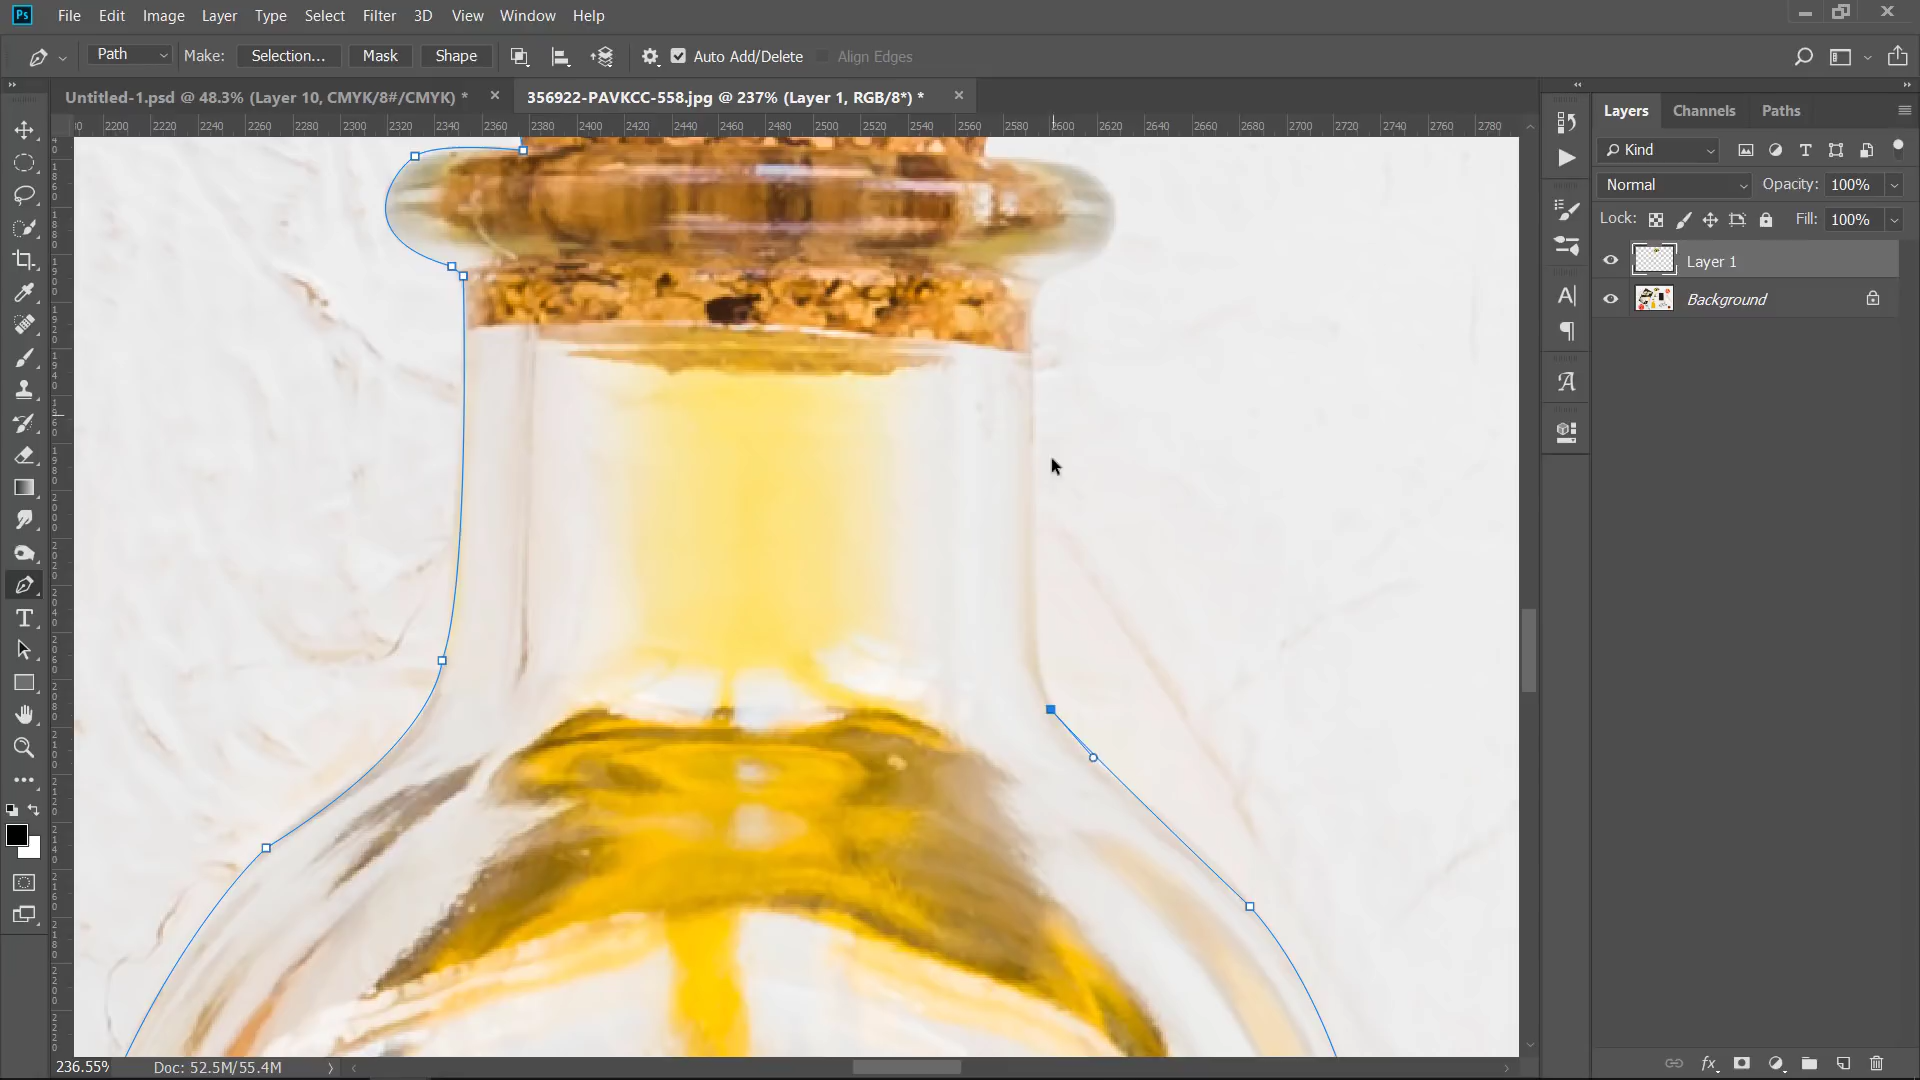 Ps File Edit Image Layer Type Select Filter 3D View Window Help
Path Make: Selection... Mask Shape Auto Add/Delete Align Edges
Untitled-1.psd @ 48.3% (Layer 10, CMYK/8#/CMYK) * × 356922-PAVKCC-558.jpg @ 237% (Layer 1, RGB/8*) * ×
2200 2220 2240 2260 2280 2300 2320 2340 2360 2380 2400 2420 2440 2460 2480 2500 2520 2540 2560 2580 2600 2620 2640 2660 2680 2700 2720 2740 2760 2780
Layers Channels Paths
Kind
Normal Opacity: 100%
Lock: Fill: 100%
Layer 1
Background
236.55% Doc: 52.5M/55.4M